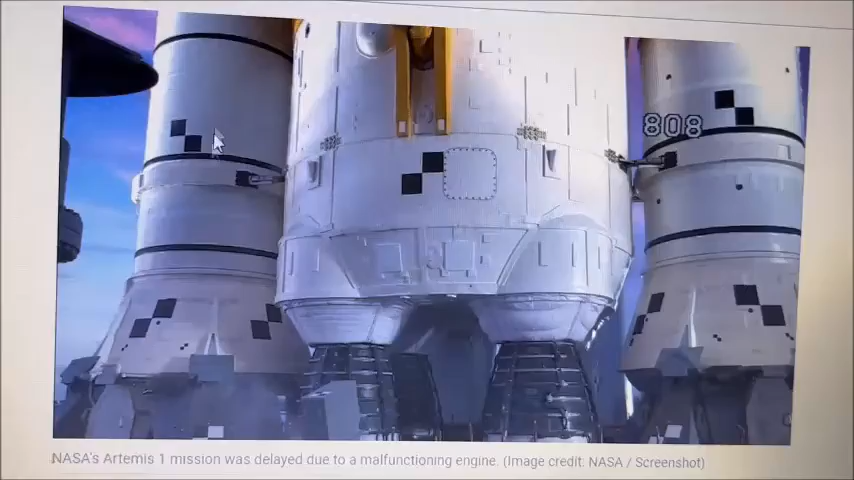 808
NASA's Artemis 1 mission was delayed due to a malfunctioning engine. (Image credit: NASA / Screenshot)